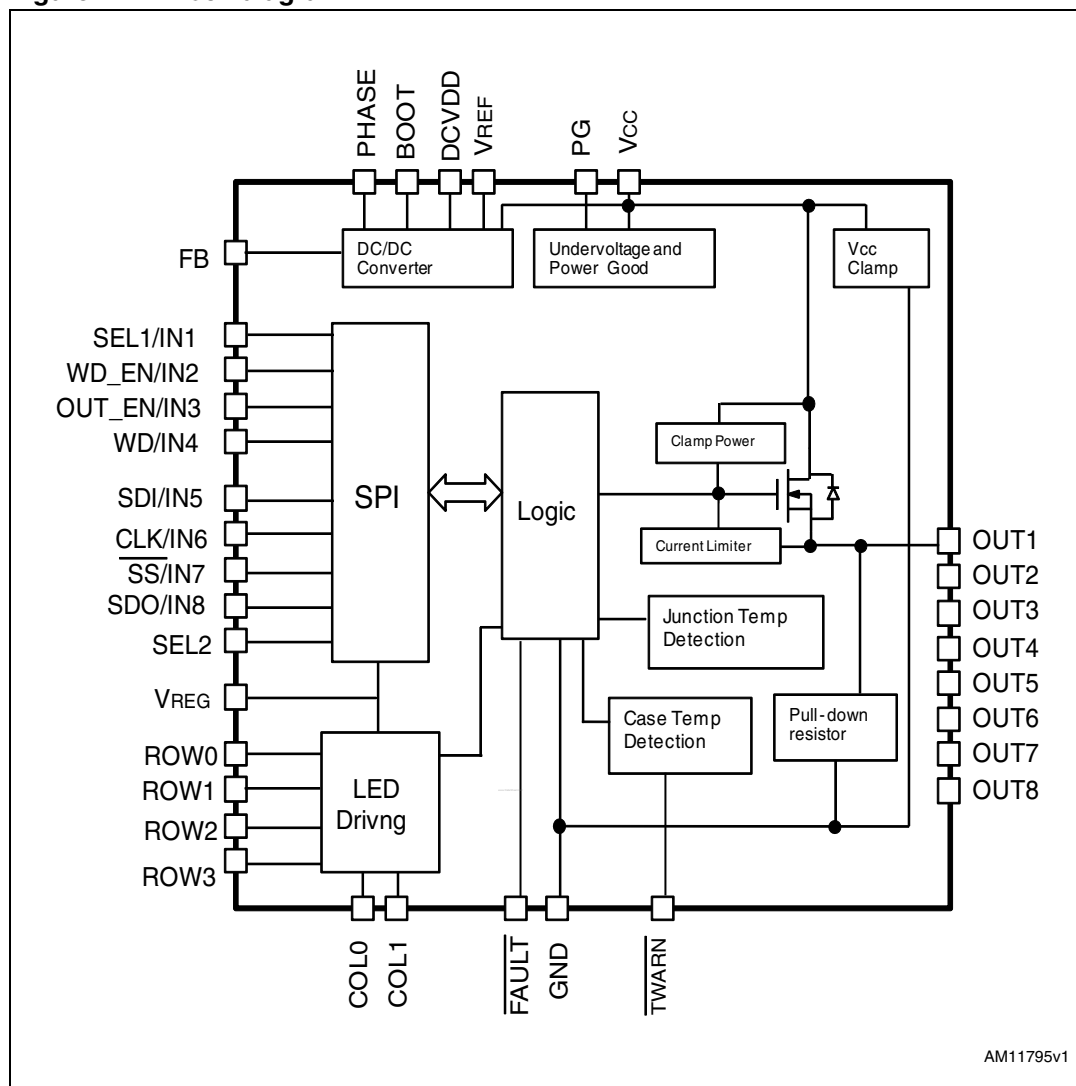 Figure
PHASE
BOOT
DCVDD
VREF
PG
VCC
FB
DC/DC
Converter
Undervoltage and
Power Good
Vcc
Clamp
SEL1/IN1
WD_EN/IN2
OUT_EN/IN3
WD/IN4
SDI/IN5
CLK/IN6
SS/IN7
SDO/IN8
SEL2
VREG
ROW0
ROW1
ROW2
ROW3
SPI
Logic
Clamp Power
Current Limiter
Junction Temp
Detection
Case Temp
Detection
Pull-down
resistor
LED
Drivng
OUT1
OUT2
OUT3
OUT4
OUT5
OUT6
OUT7
OUT8
COL0
COL1
FAULT
GND
TWARN
AM11795v1